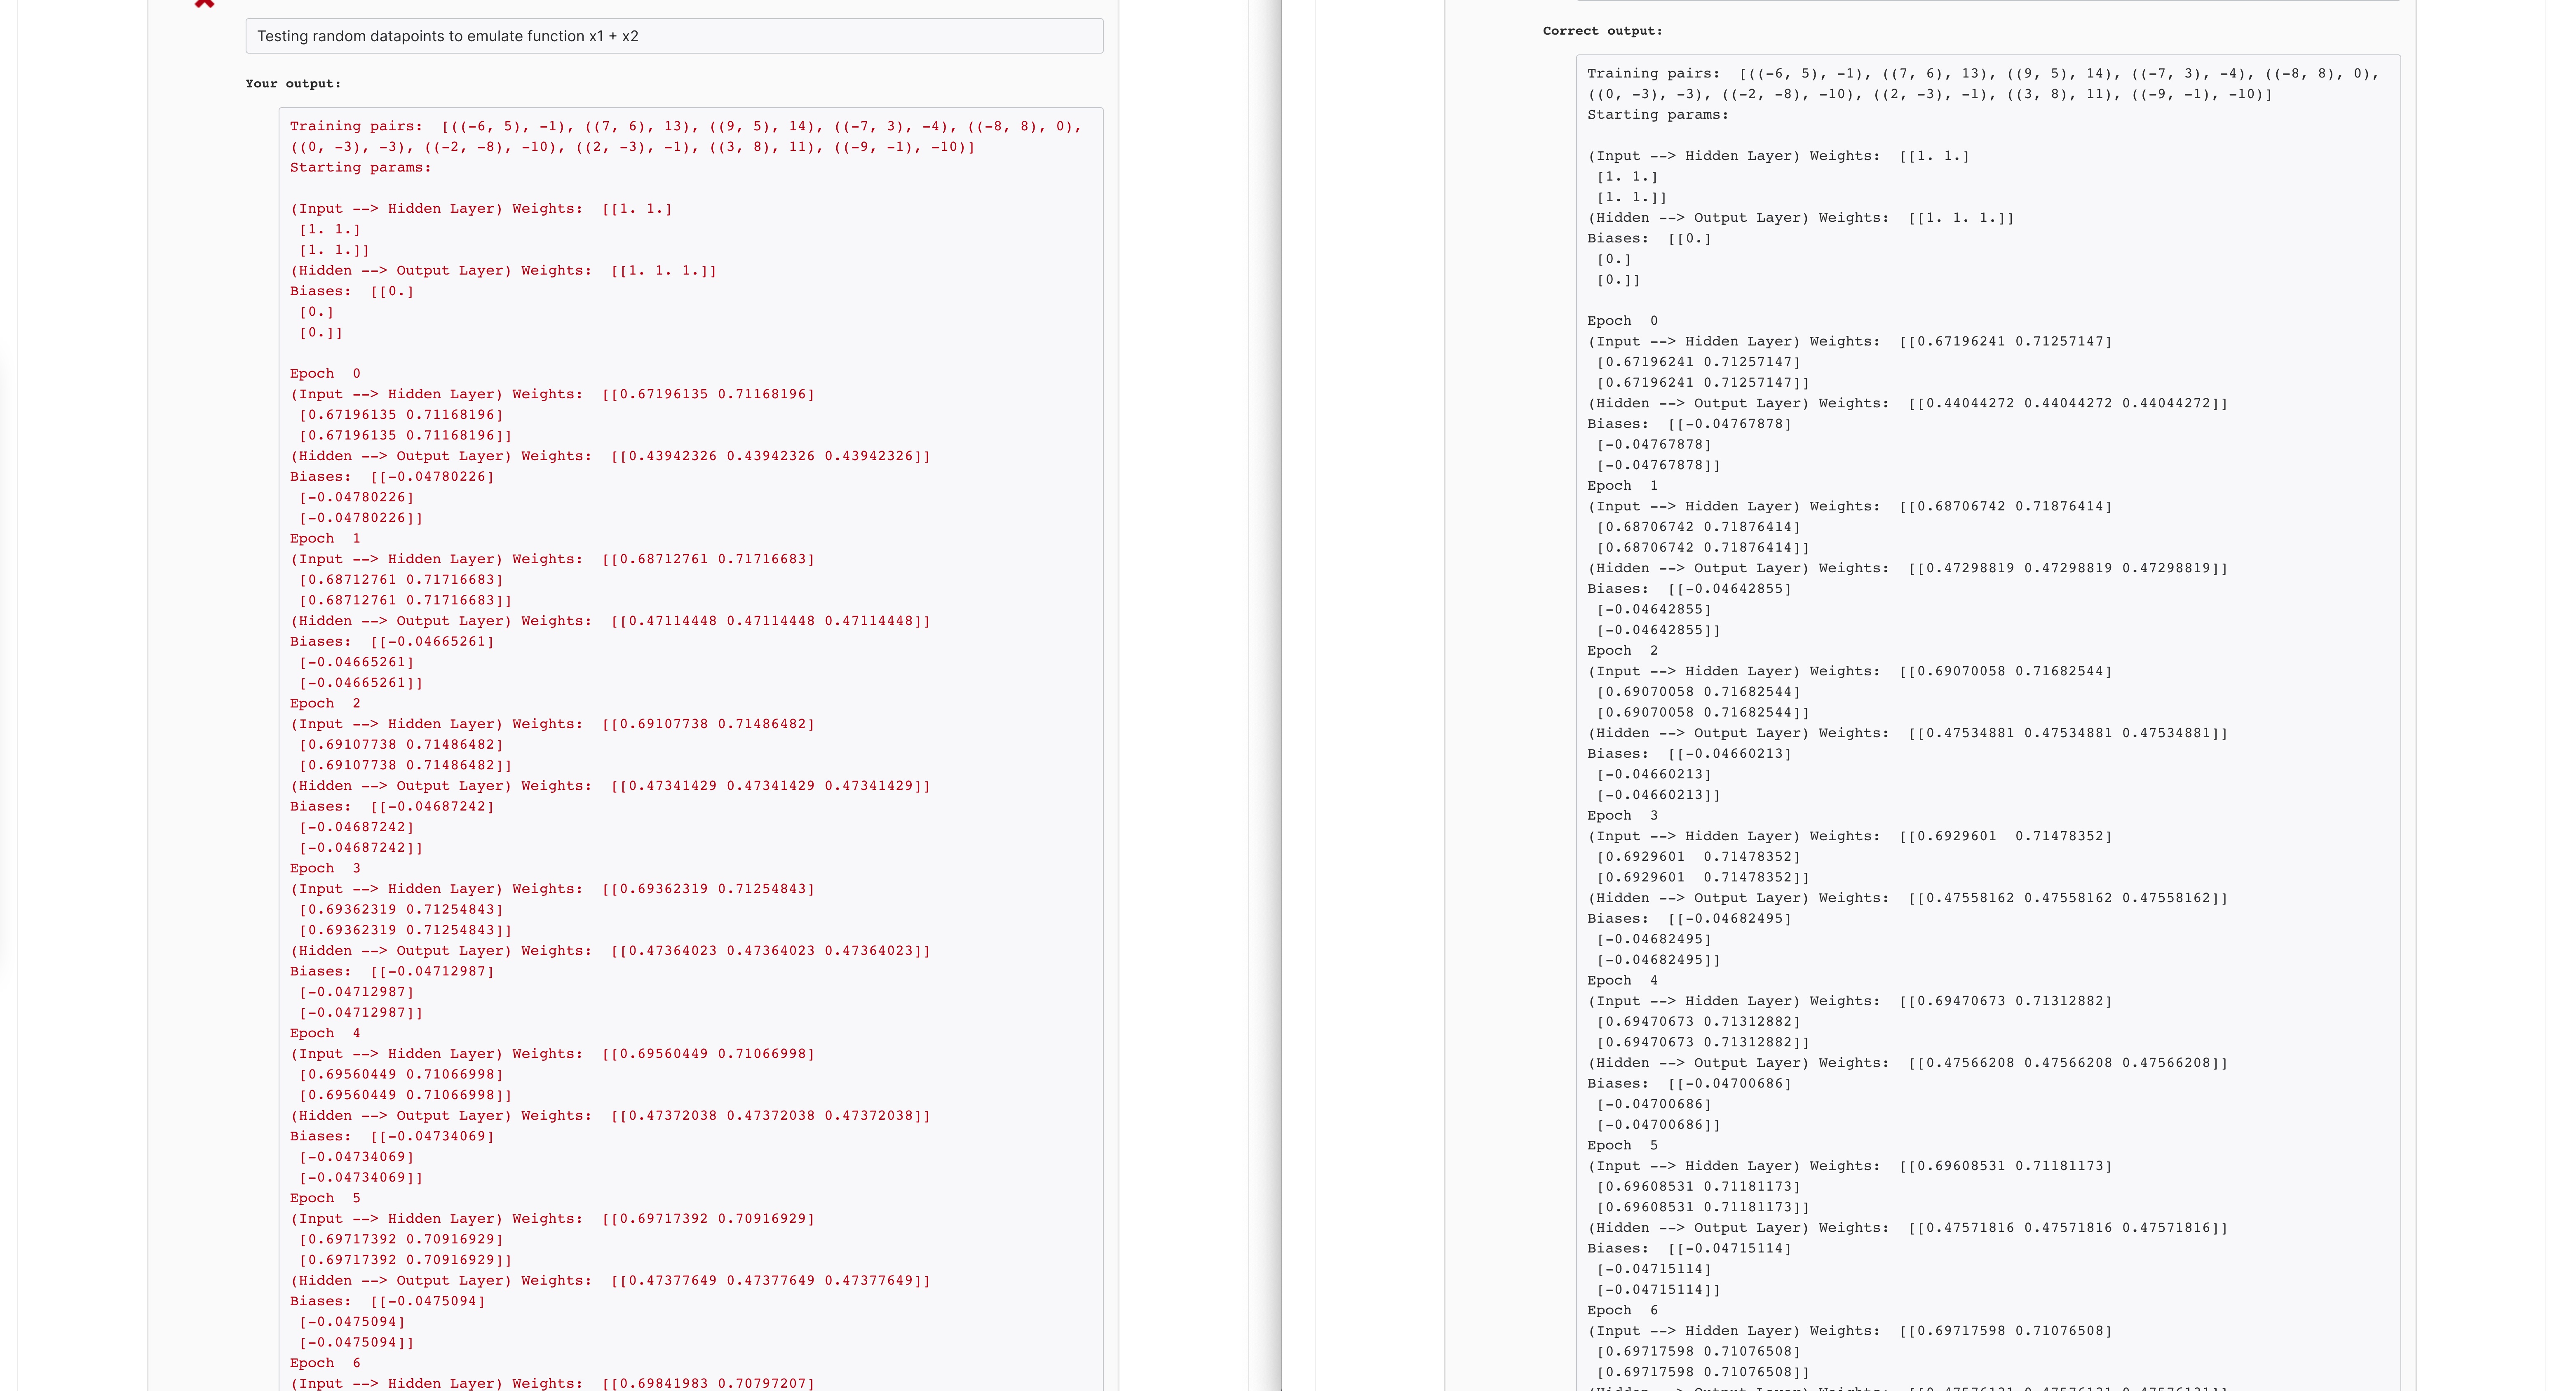 Testing random datapoints to emulate function x1 + x2
Your output:
Training pairs:  [((-6, 5), -1), ((7, 6), 13), ((9, 5), 14), ((-7, 3), -4), ((-8, 8), 0),
((0, -3), -3), ((-2, -8), -10), ((2, -3), -1), ((3, 8), 11), ((-9, -1), -10)]
Starting params:
(Input --> Hidden Layer) Weights:  [[1. 1.]
[1. 1.]
[1. 1.]]
(Hidden --> Output Layer) Weights:  [[1. 1. 1.]]
Biases:  [[0.]
[0.]
[0.]]
Epoch  0
(Input --> Hidden Layer) Weights:  [[0.67196135 0.71168196]
[0.67196135 0.71168196]
[0.67196135 0.71168196]]
(Hidden --> Output Layer) Weights:  [[0.43942326 0.43942326 0.43942326]]
Biases:  [[-0.04780226]
[-0.04780226]
[-0.04780226]]
Epoch  1
(Input --> Hidden Layer) Weights:  [[0.68712761 0.71716683]
[0.68712761 0.71716683]
[0.68712761 0.71716683]]
(Hidden --> Output Layer) Weights:  [[0.47114448 0.47114448 0.47114448]]
Biases:  [[-0.04665261]
[-0.04665261]
[-0.04665261]]
Epoch  2
(Input --> Hidden Layer) Weights:  [[0.69107738 0.71486482]
[0.69107738 0.71486482]
[0.69107738 0.71486482]]
(Hidden --> Output Layer) Weights:  [[0.47341429 0.47341429 0.47341429]]
Biases:  [[-0.04687242]
[-0.04687242]
[-0.04687242]]
Epoch  3
(Input --> Hidden Layer) Weights:  [[0.69362319 0.71254843]
[0.69362319 0.71254843]
[0.69362319 0.71254843]]
(Hidden --> Output Layer) Weights:  [[0.47364023 0.47364023 0.47364023]]
Biases:  [[-0.04712987]
[-0.04712987]
[-0.04712987]]
Epoch  4
(Input --> Hidden Layer) Weights:  [[0.69560449 0.71066998]
[0.69560449 0.71066998]
[0.69560449 0.71066998]]
(Hidden --> Output Layer) Weights:  [[0.47372038 0.47372038 0.47372038]]
Biases:  [[-0.04734069]
[-0.04734069]
[-0.04734069]]
Epoch  5
(Input --> Hidden Layer) Weights:  [[0.69717392 0.70916929]
[0.69717392 0.70916929]
[0.69717392 0.70916929]]
(Hidden --> Output Layer) Weights:  [[0.47377649 0.47377649 0.47377649]]
Biases:  [[-0.0475094]
[-0.0475094]
[-0.0475094]]
Epoch  6
(Input --> Hidden Layer) Weights:  [[0.69841983 0.70797207]
Correct output:
Training pairs:  [((-6, 5), -1), ((7, 6), 13), ((9, 5), 14), ((-7, 3), -4), ((-8, 8), 0),
((0, -3), -3), ((-2, -8), -10), ((2, -3), -1), ((3, 8), 11), ((-9, -1), -10)]
Starting params:
(Input --> Hidden Layer) Weights:  [[1. 1.]
[1. 1.]
[1. 1.]]
(Hidden --> Output Layer) Weights:  [[1. 1. 1.]]
Biases:  [[0.]
[0.]
[0.]]
Epoch  0
(Input --> Hidden Layer) Weights:  [[0.67196241 0.71257147]
[0.67196241 0.71257147]
[0.67196241 0.71257147]]
(Hidden --> Output Layer) Weights:  [[0.44044272 0.44044272 0.44044272]]
Biases:  [[-0.04767878]
[-0.04767878]
[-0.04767878]]
Epoch  1
(Input --> Hidden Layer) Weights:  [[0.68706742 0.71876414]
[0.68706742 0.71876414]
[0.68706742 0.71876414]]
(Hidden --> Output Layer) Weights:  [[0.47298819 0.47298819 0.47298819]]
Biases:  [[-0.04642855]
[-0.04642855]
[-0.04642855]]
Epoch  2
(Input --> Hidden Layer) Weights:  [[0.69070058 0.71682544]
[0.69070058 0.71682544]
[0.69070058 0.71682544]]
(Hidden --> Output Layer) Weights:  [[0.47534881 0.47534881 0.47534881]]
Biases:  [[-0.04660213]
[-0.04660213]
[-0.04660213]]
Epoch  3
(Input --> Hidden Layer) Weights:  [[0.6929601  0.71478352]
[0.6929601  0.71478352]
[0.6929601  0.71478352]]
(Hidden --> Output Layer) Weights:  [[0.47558162 0.47558162 0.47558162]]
Biases:  [[-0.04682495]
[-0.04682495]
[-0.04682495]]
Epoch  4
(Input --> Hidden Layer) Weights:  [[0.69470673 0.71312882]
[0.69470673 0.71312882]
[0.69470673 0.71312882]]
(Hidden --> Output Layer) Weights:  [[0.47566208 0.47566208 0.47566208]]
Biases:  [[-0.04700686]
[-0.04700686]
[-0.04700686]]
Epoch  5
(Input --> Hidden Layer) Weights:  [[0.69608531 0.71181173]
[0.69608531 0.71181173]
[0.69608531 0.71181173]]
(Hidden --> Output Layer) Weights:  [[0.47571816 0.47571816 0.47571816]]
Biases:  [[-0.04715114]
[-0.04715114]
[-0.04715114]]
Epoch  6
(Input --> Hidden Layer) Weights:  [[0.69717598 0.71076508]
[0.69717598 0.71076508]
[0.69717598 0.71076508]]